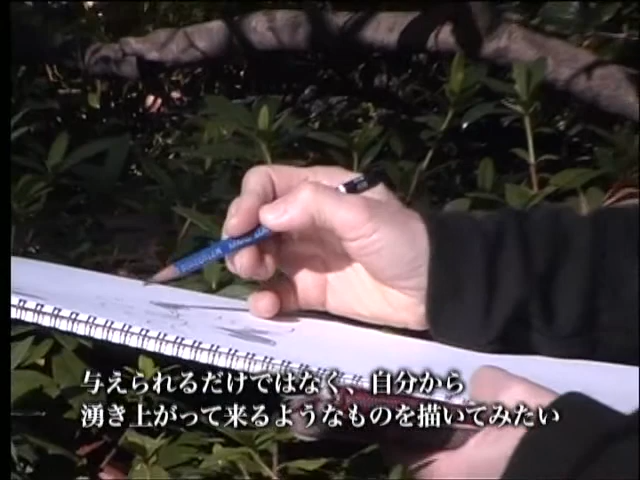 与えられるだけではなく、自分から
湧き上がって来るようなものを描いてみたい